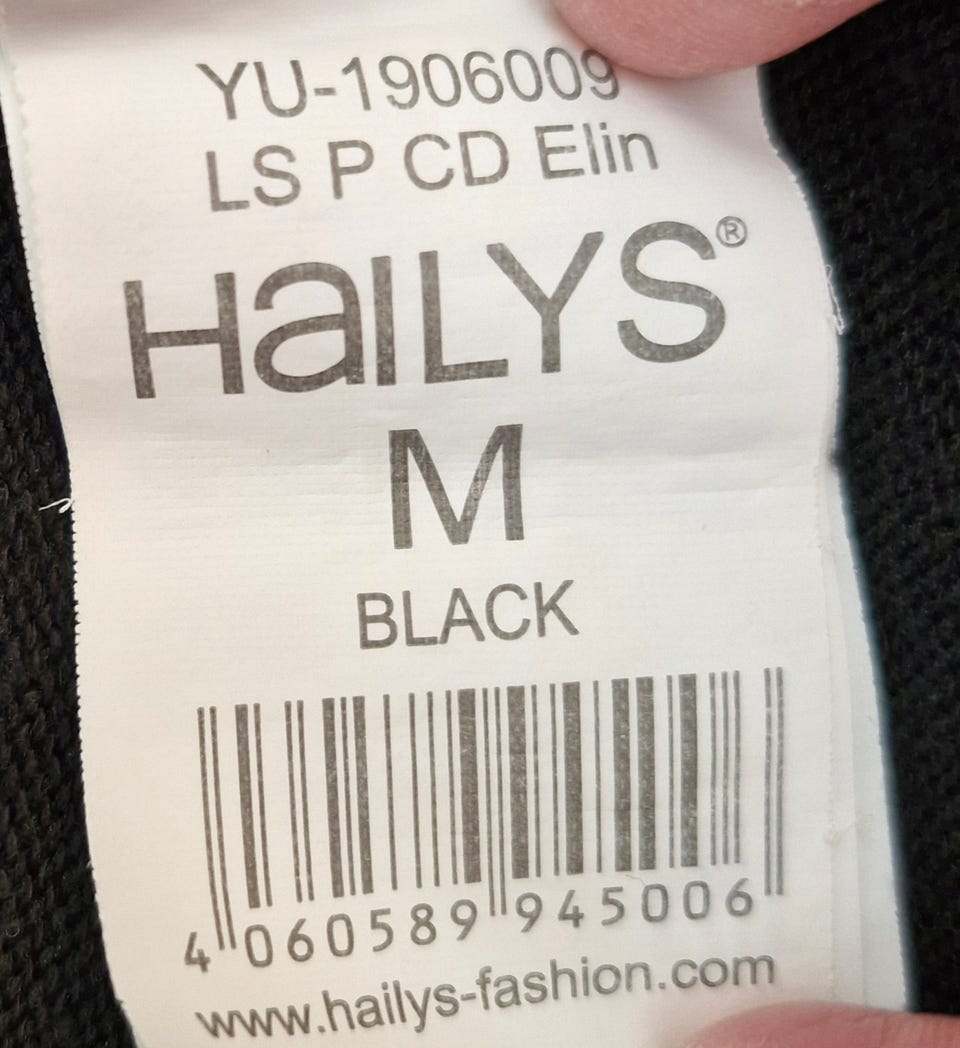 YU-1906009
LS P CD Elin
HaILYS®
M
BLACK
4 060589 945006
www.hailys-fashion.com